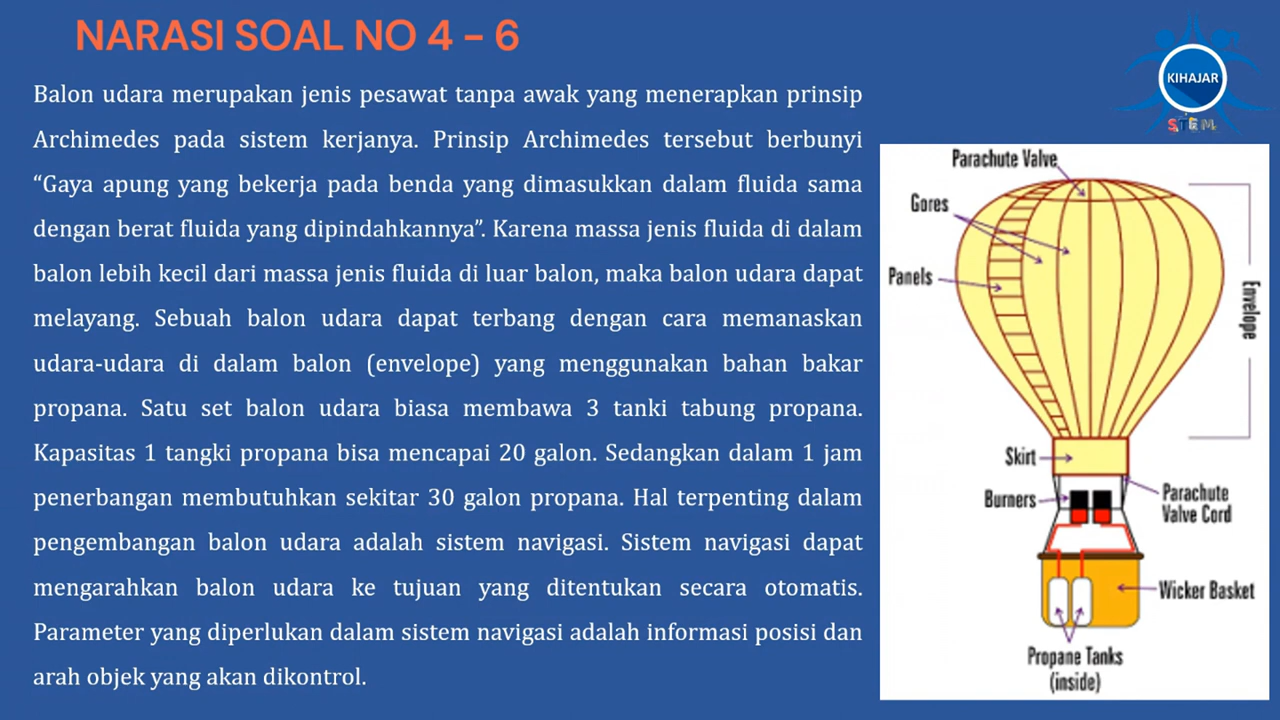 NARASI SOAL NO 4 - 6
KIHAJAR
STEM
Balon udara merupakan jenis pesawat tanpa awak yang menerapkan prinsip
Archimedes pada sistem kerjanya. Prinsip Archimedes tersebut berbunyi
“Gaya apung yang bekerja pada benda yang dimasukkan dalam fluida sama
dengan berat fluida yang dipindahkannya”. Karena massa jenis fluida di dalam
balon lebih kecil dari massa jenis fluida di luar balon, maka balon udara dapat
melayang. Sebuah balon udara dapat terbang dengan cara memanaskan
udara-udara di dalam balon (envelope) yang menggunakan bahan bakar
propana. Satu set balon udara biasa membawa 3 tanki tabung propana.
Kapasitas 1 tangki propana bisa mencapai 20 galon. Sedangkan dalam 1 jam
penerbangan membutuhkan sekitar 30 galon propana. Hal terpenting dalam
pengembangan balon udara adalah sistem navigasi. Sistem navigasi dapat
mengarahkan balon udara ke tujuan yang ditentukan secara otomatis.
Parameter yang diperlukan dalam sistem navigasi adalah informasi posisi dan
arah objek yang akan dikontrol.
Parachute Valve
Gores
Panels
Envelope
Skirt
Burners
Parachute
Valve Cord
Wicker Basket
Propane Tanks
(inside)